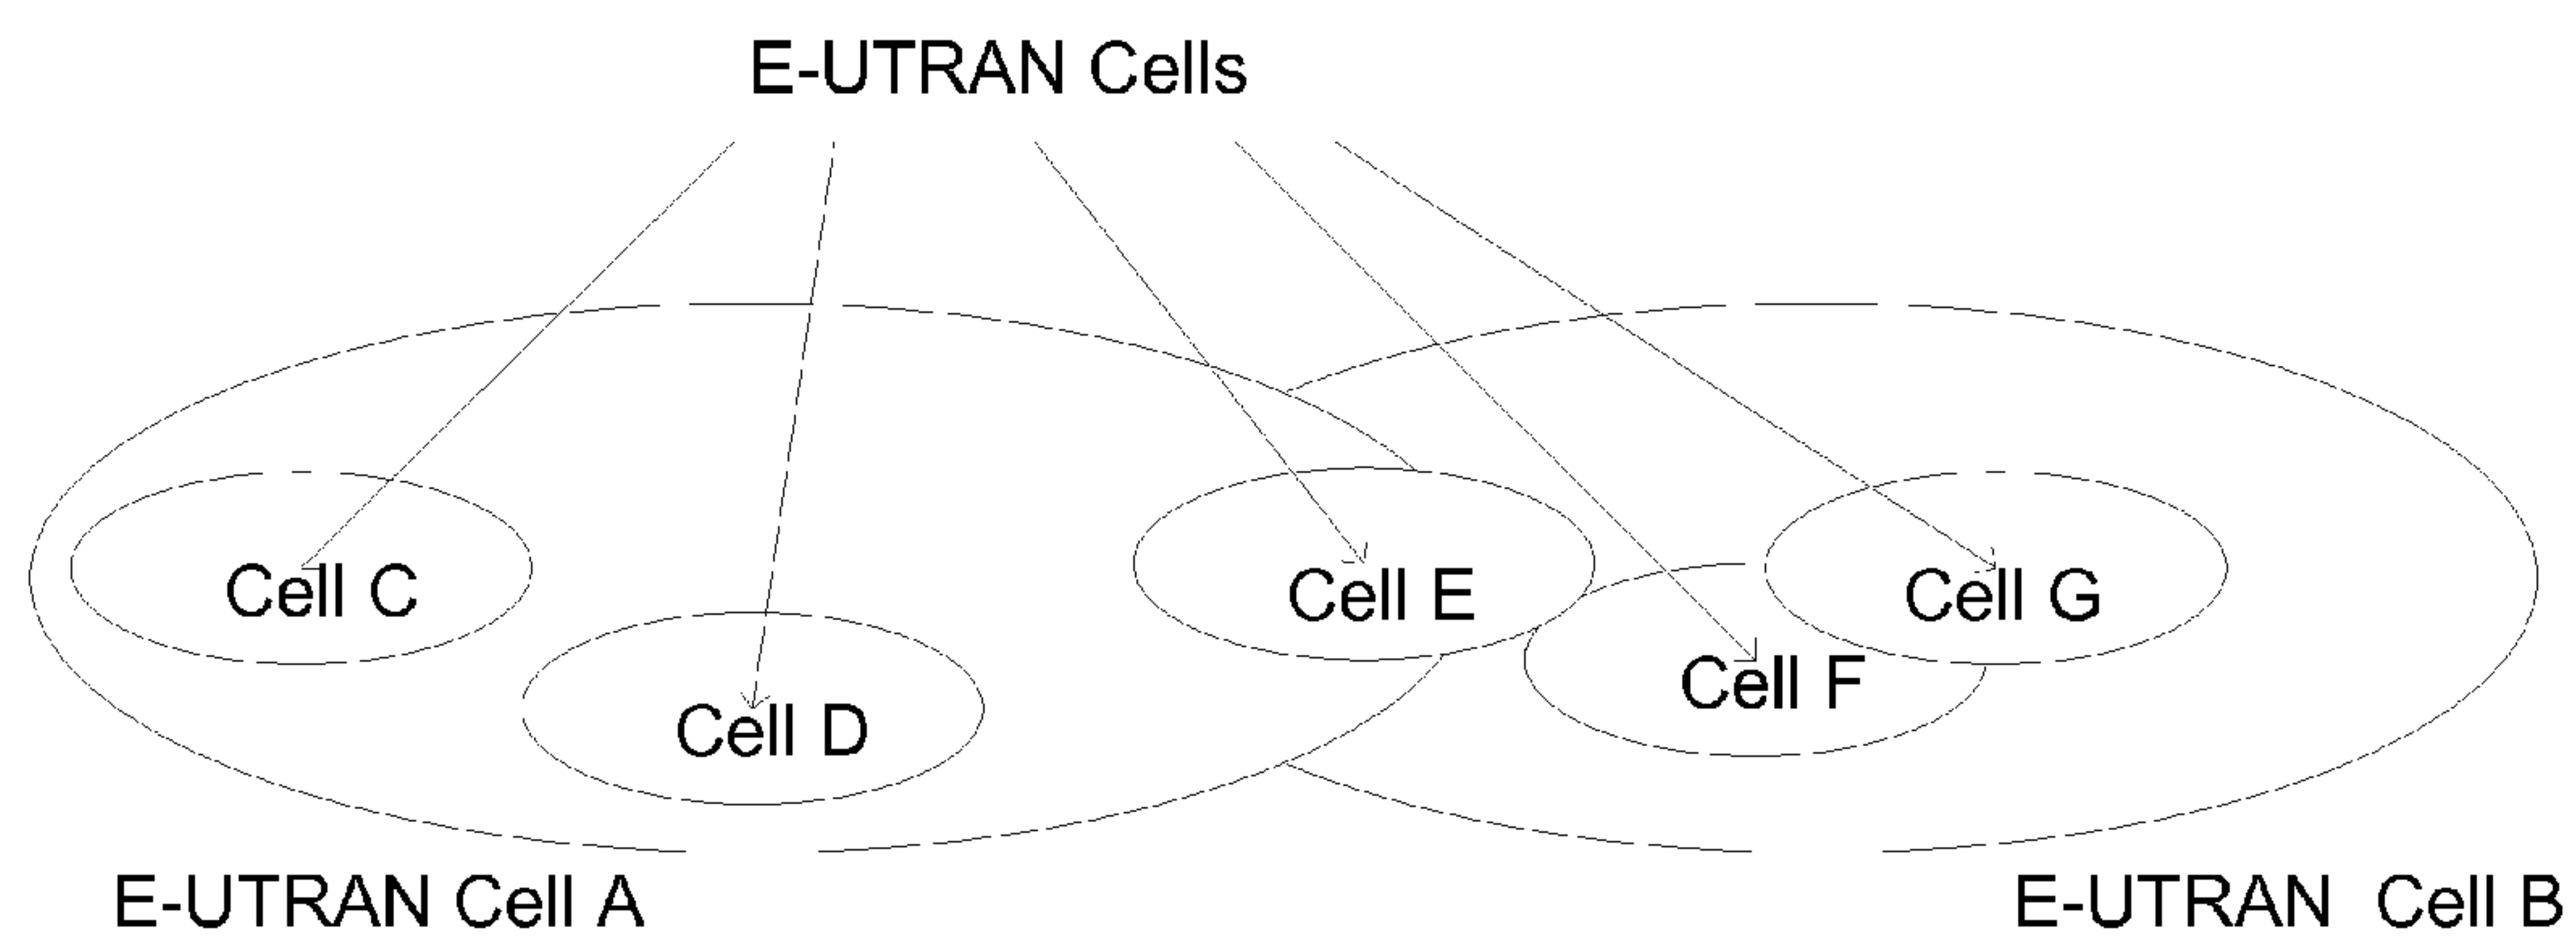 E-UTRAN Cells
Cell C
Cell E
Cell G
Cell F
Cell D
E-UTRAN Cell A
E-UTRAN Cell B